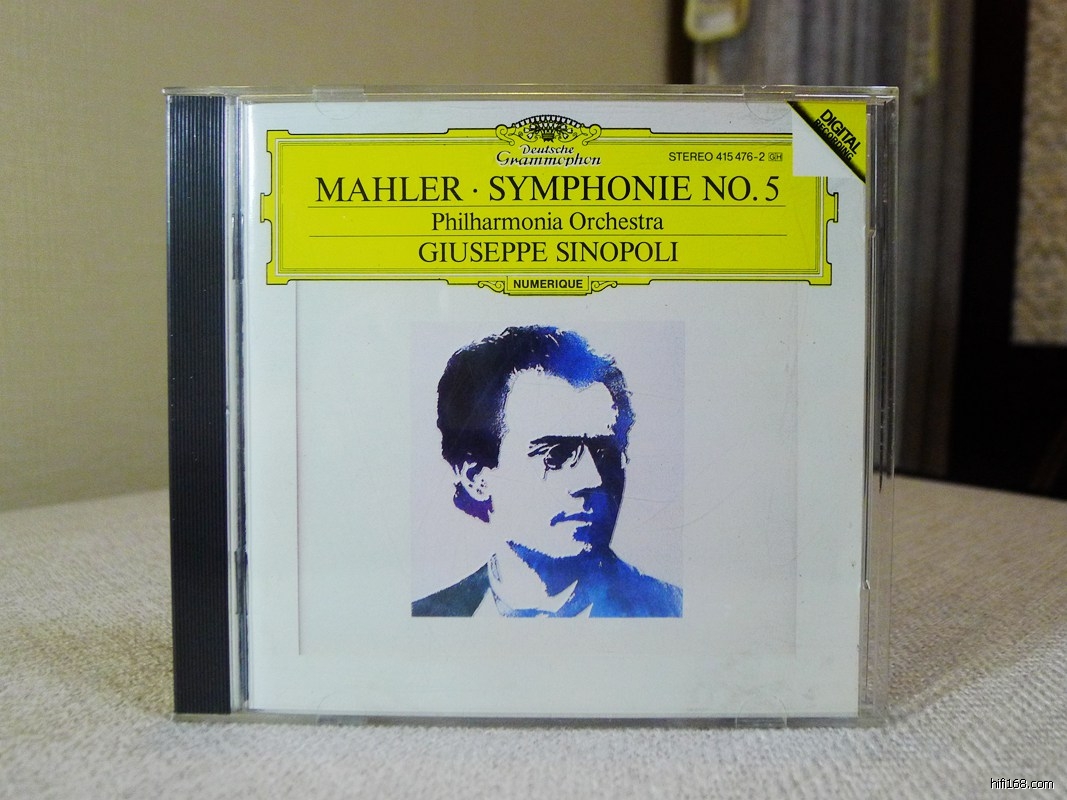 DIGITAL
RECORDING
Deutsche
Grammophon
STEREO 415 476-2 GH
MAHLER · SYMPHONIE NO. 5
Philharmonia Orchestra
GIUSEPPE SINOPOLI
NUMERIQUE
hifi168.com